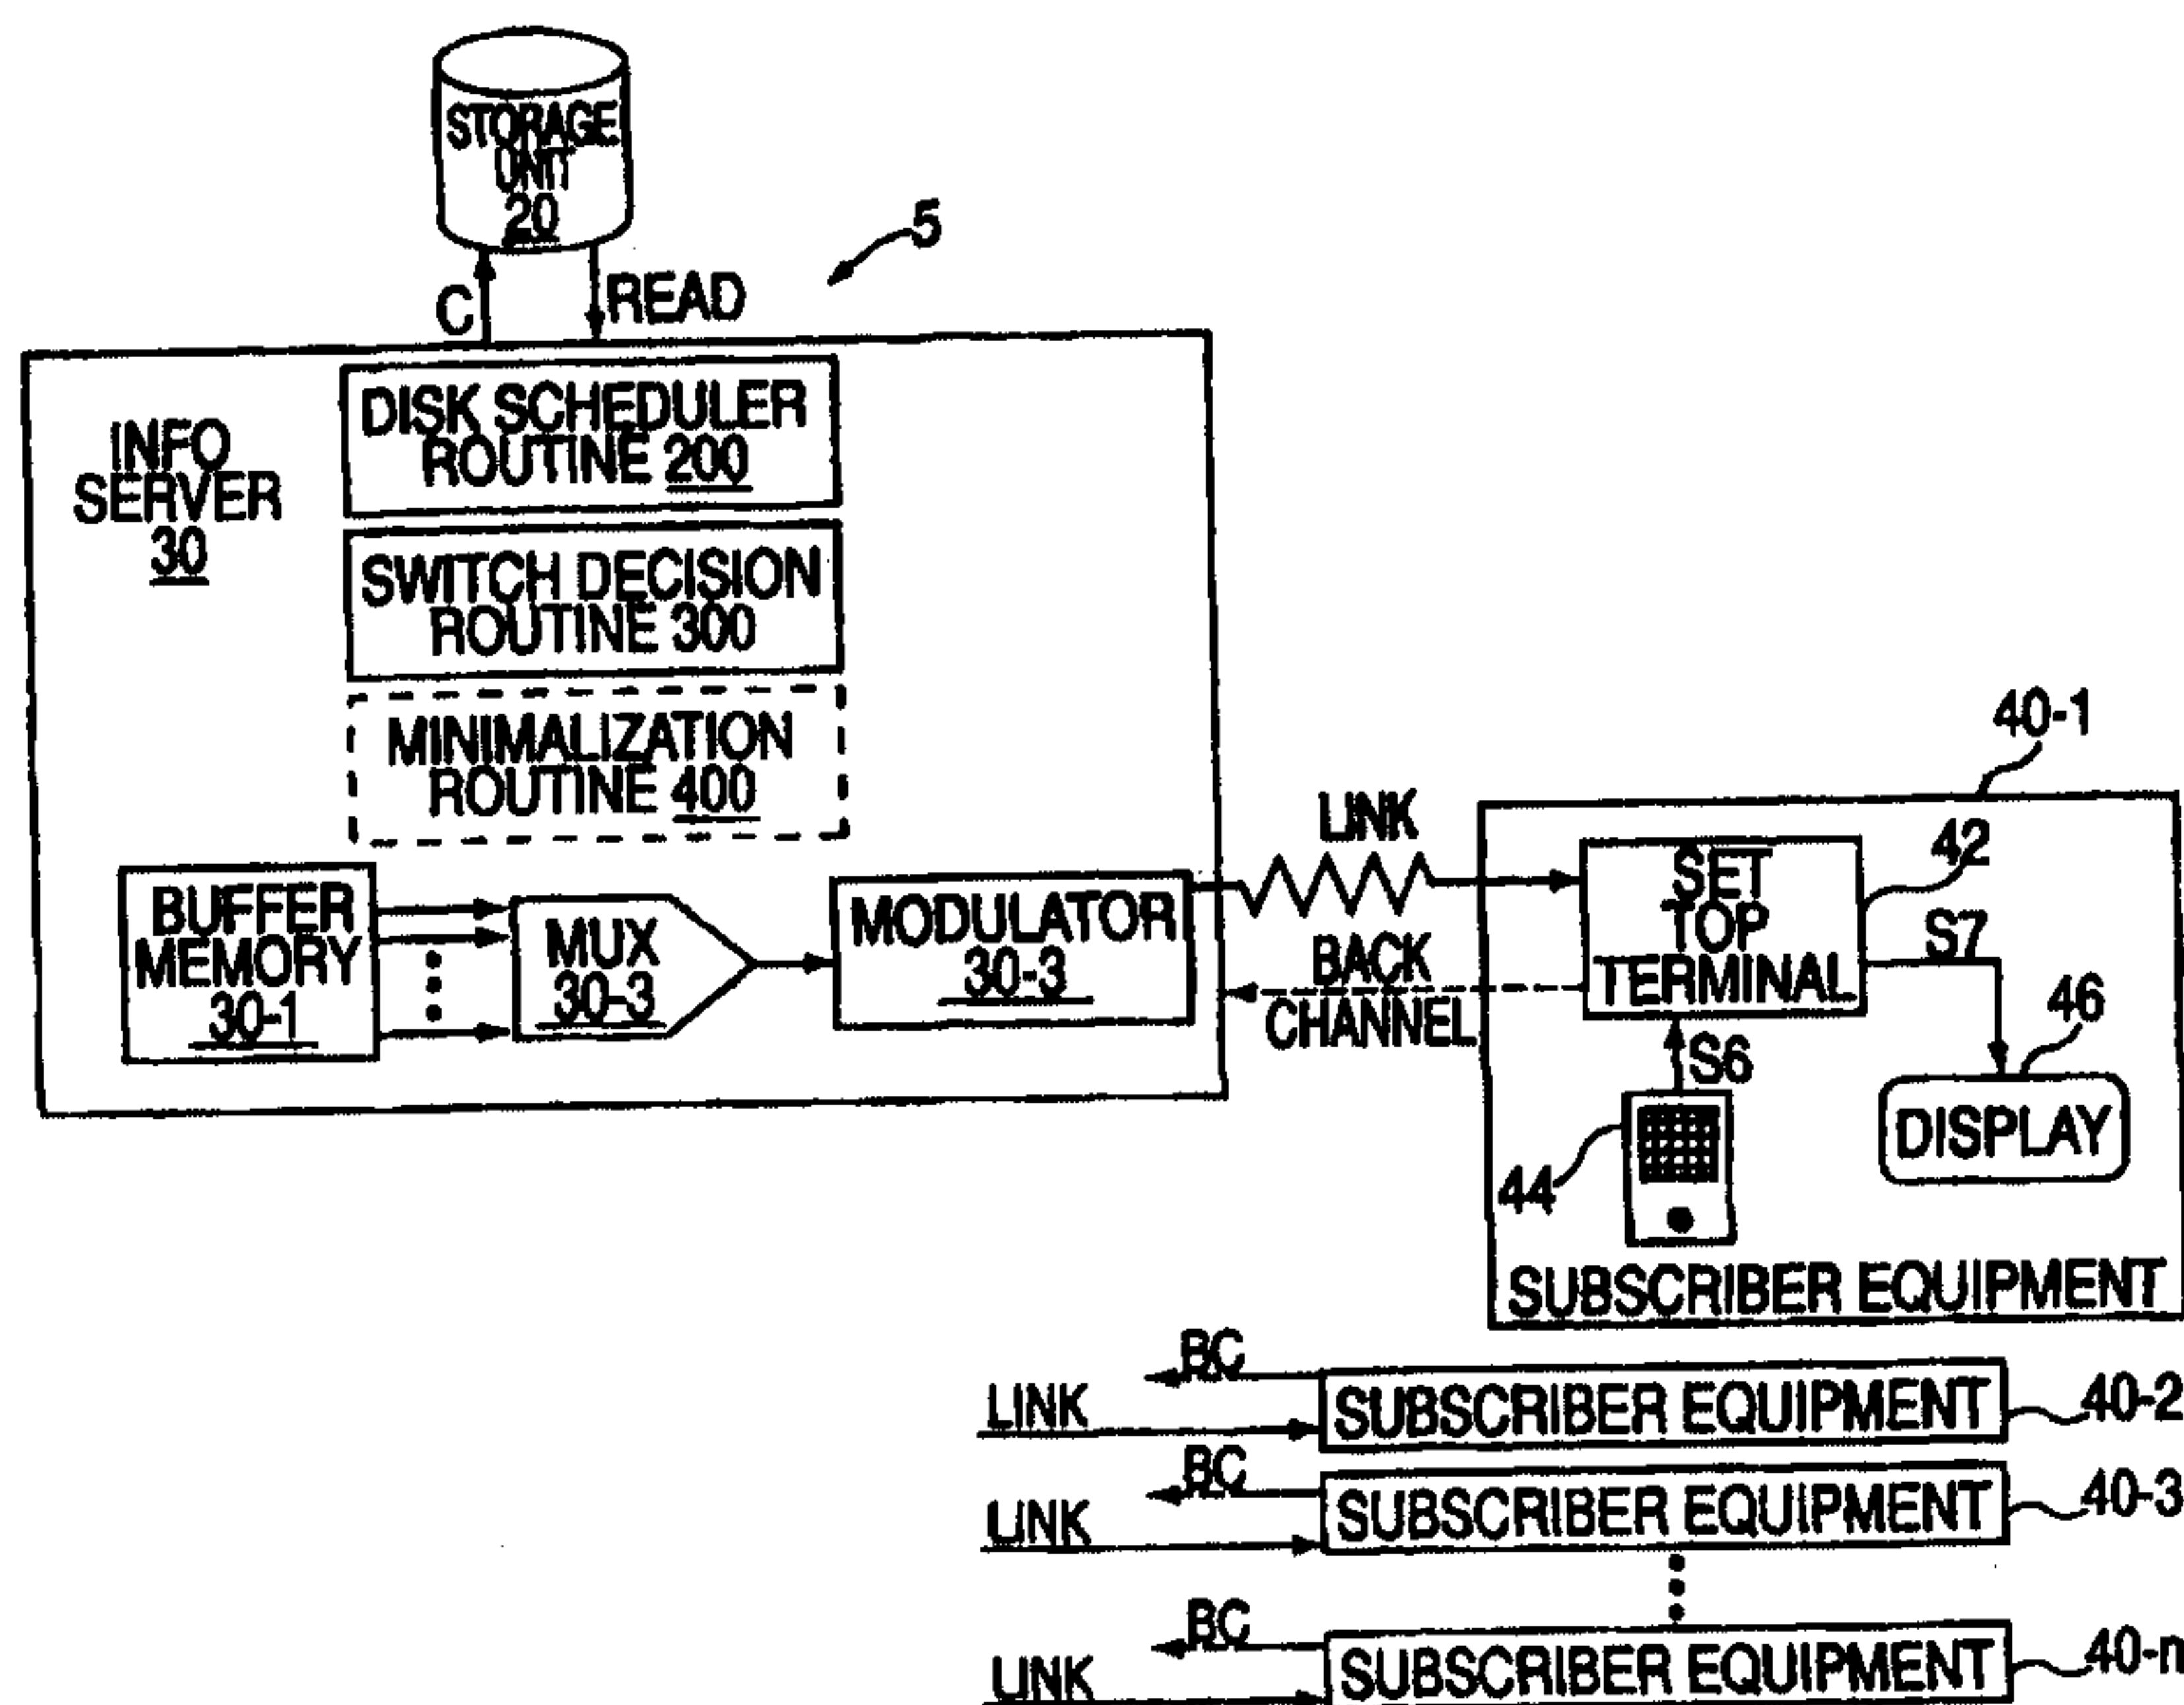 STORAGE
UNIT
20
5
C
READ
INFO
SERVER
30
DISK SCHEDULER
ROUTINE 200
SWITCH DECISION
ROUTINE 300
MINIMALIZATION
ROUTINE 400
BUFFER
MEMORY
30-1
MUX
30-3
MODULATOR
30-3
LINK
BACK
CHANNEL
40-1
SET
TOP
TERMINAL
42
S7
46
S6
44
DISPLAY
SUBSCRIBER EQUIPMENT
BC
LINK
SUBSCRIBER EQUIPMENT
40-2
BC
LINK
SUBSCRIBER EQUIPMENT
40-3
BC
LINK
SUBSCRIBER EQUIPMENT
40-n